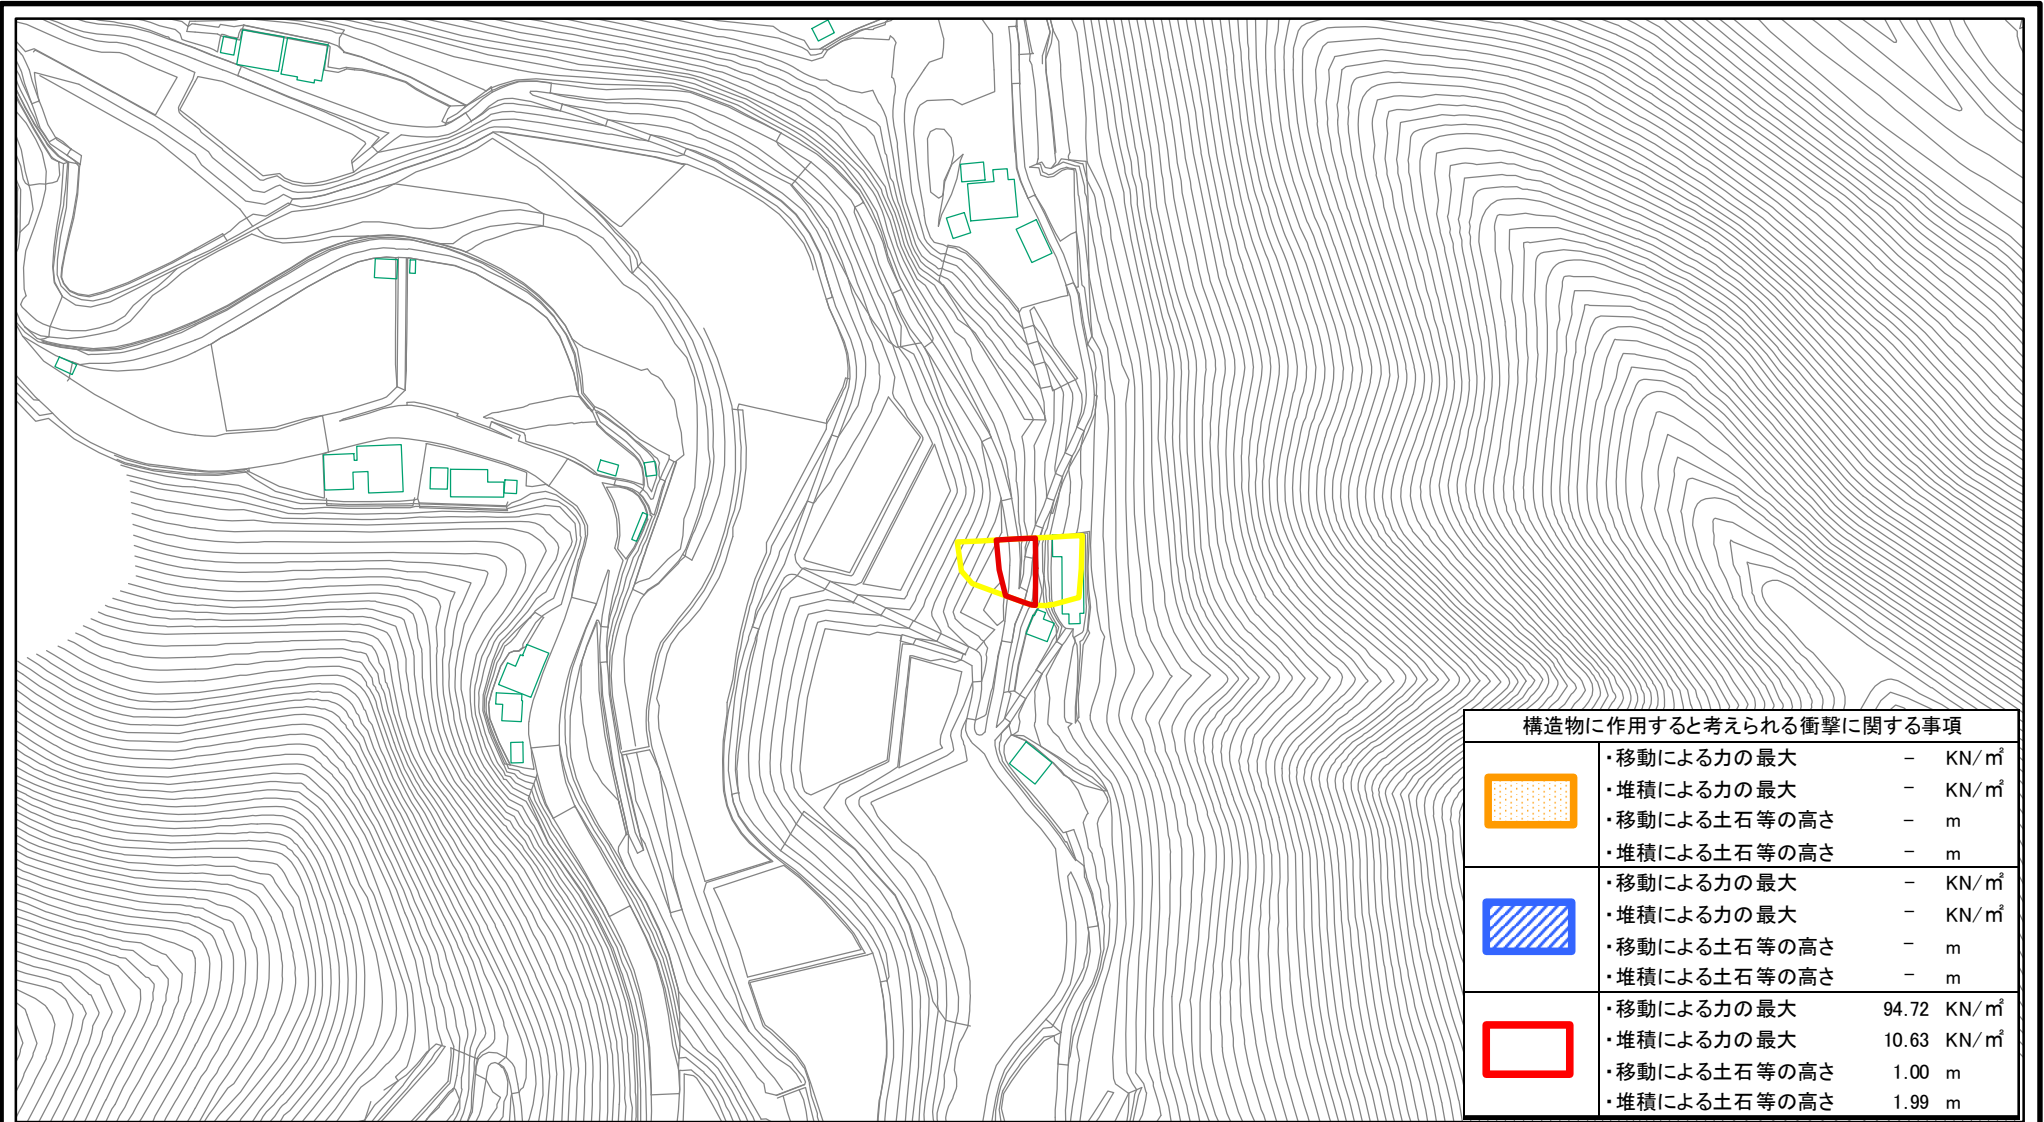 構造物に作用すると考えられる衝撃に関する事項
・移動による力の最大 － KN/㎡
・堆積による力の最大 － KN/㎡
・移動による土石等の高さ － m
・堆積による土石等の高さ － m
・移動による力の最大 － KN/㎡
・堆積による力の最大 － KN/㎡
・移動による土石等の高さ － m
・堆積による土石等の高さ － m
・移動による力の最大 94.72 KN/㎡
・堆積による力の最大 10.63 KN/㎡
・移動による土石等の高さ 1.00 m
・堆積による土石等の高さ 1.99 m